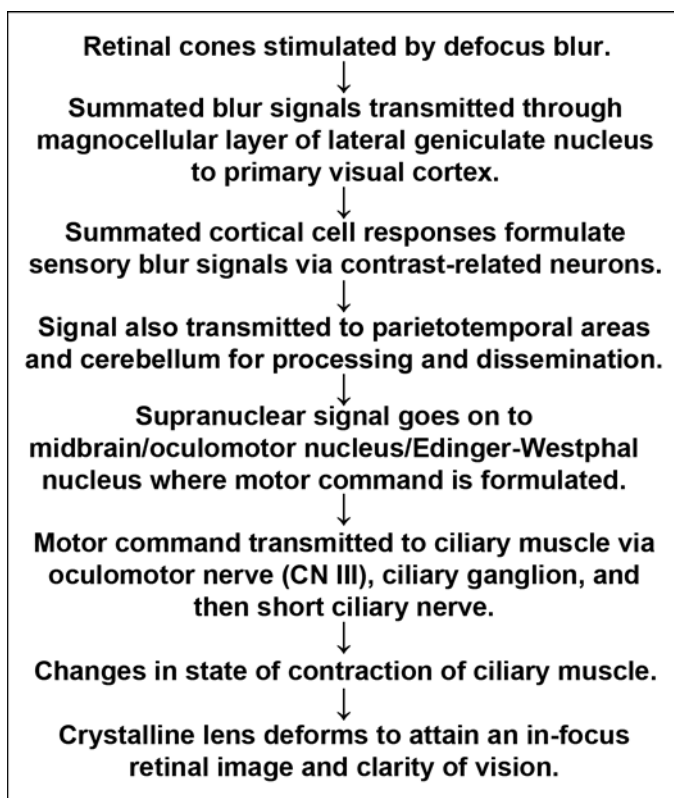 Retinal cones stimulated by defocus blur.
↓
Summated blur signals transmitted through
magnocellular layer of lateral geniculate nucleus
to primary visual cortex.
↓
Summated cortical cell responses formulate
sensory blur signals via contrast-related neurons.
↓
Signal also transmitted to parietotemporal areas
and cerebellum for processing and dissemination.
↓
Supranuclear signal goes on to
midbrain/oculomotor nucleus/Edinger-Westphal
nucleus where motor command is formulated.
↓
Motor command transmitted to ciliary muscle via
oculomotor nerve (CN III), ciliary ganglion, and
then short ciliary nerve.
↓
Changes in state of contraction of ciliary muscle.
↓
Crystalline lens deforms to attain an in-focus
retinal image and clarity of vision.